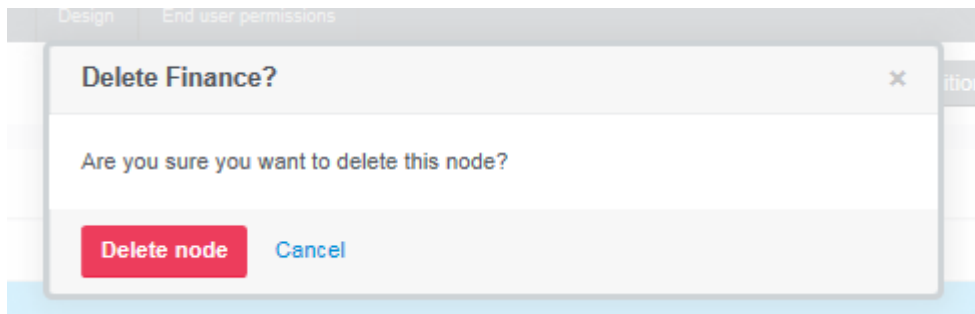 Design End user permissions
Delete Finance? ×
Are you sure you want to delete this node?
Delete node Cancel